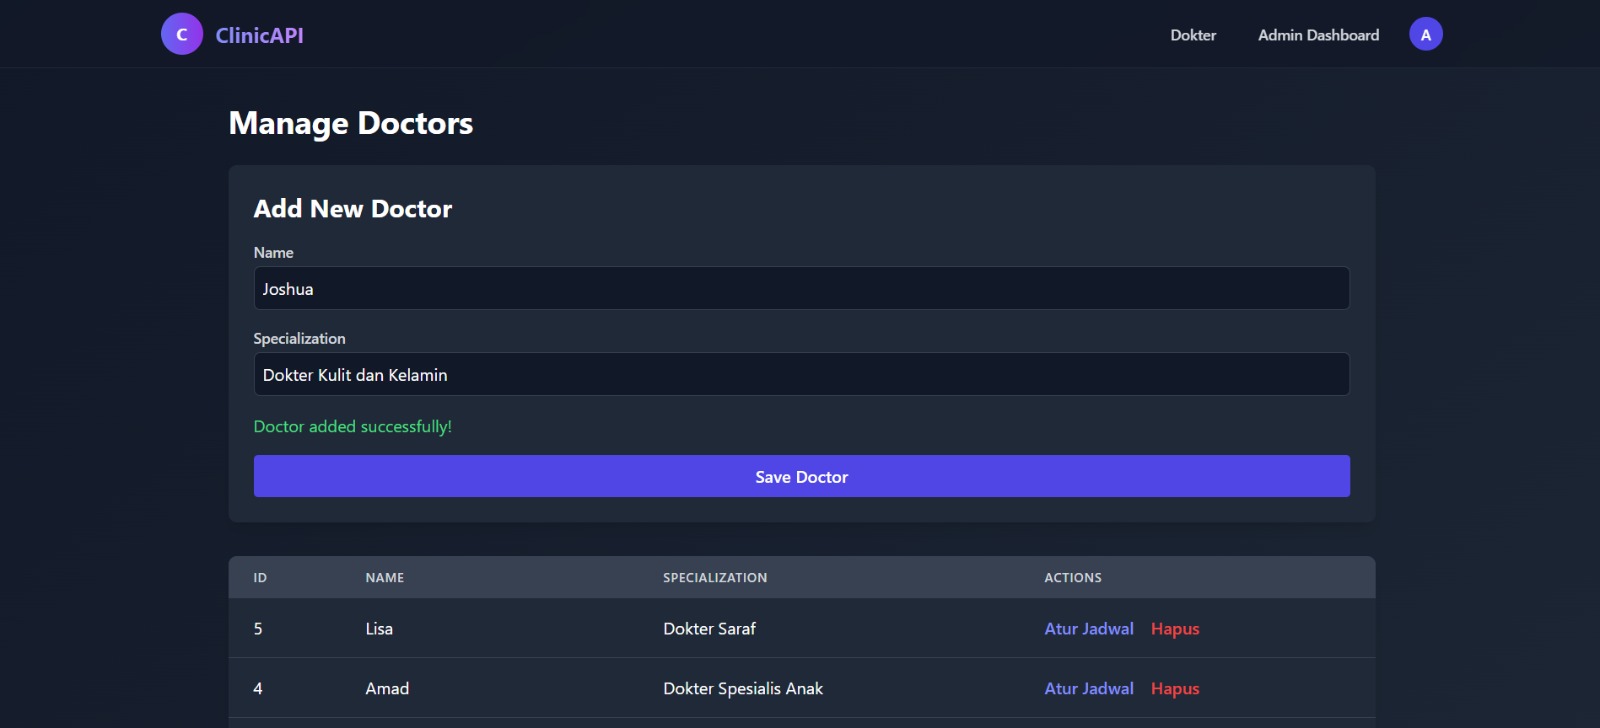 C ClinicAPI Dokter Admin Dashboard A
Manage Doctors
Add New Doctor
Name
Joshua
Specialization
Dokter Kulit dan Kelamin
Doctor added successfully!
Save Doctor
ID NAME SPECIALIZATION ACTIONS
5 Lisa Dokter Saraf Atur Jadwal Hapus
4 Amad Dokter Spesialis Anak Atur Jadwal Hapus